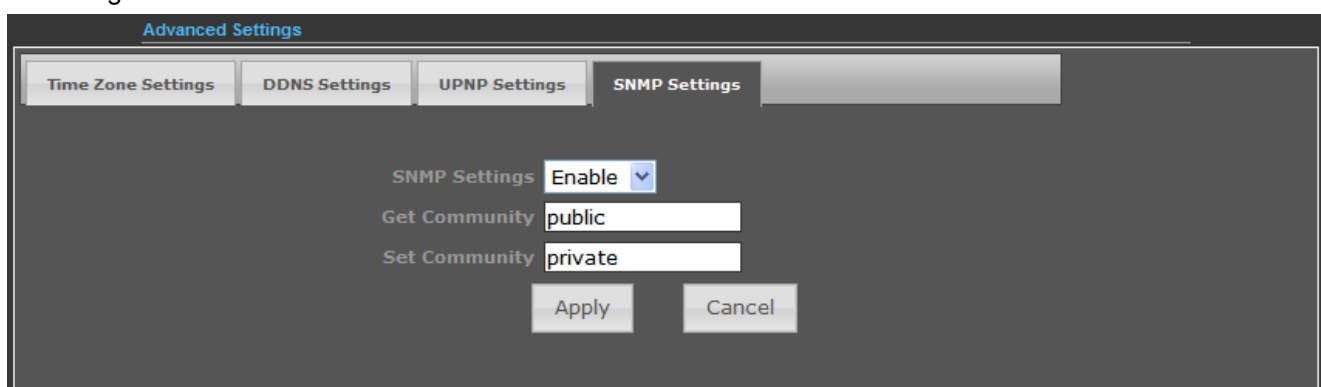 Advanced Settings
Time Zone Settings DDNS Settings UPNP Settings SNMP Settings
SNMP Settings Enable
Get Community public
Set Community private
Apply Cancel